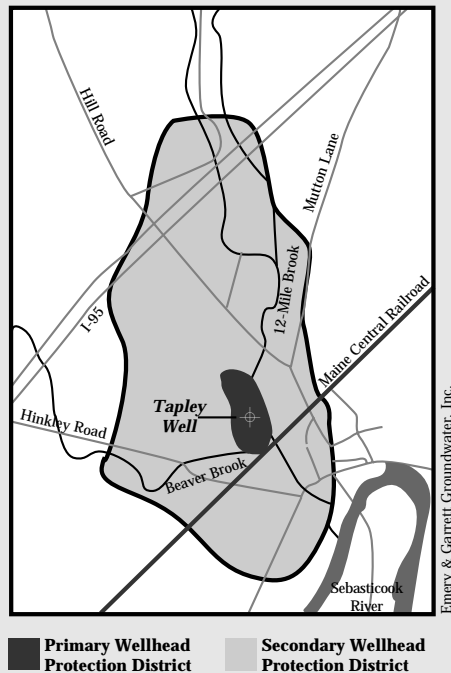 Hill Road
Mutton Lane
12-Mile Brook
I-95
Maine Central Railroad
Tapley
Well
Hinkley Road
Beaver Brook
Sebasticook
River
Emery & Garrett Groundwater, Inc.
Primary Wellhead
Protection District
Secondary Wellhead
Protection District